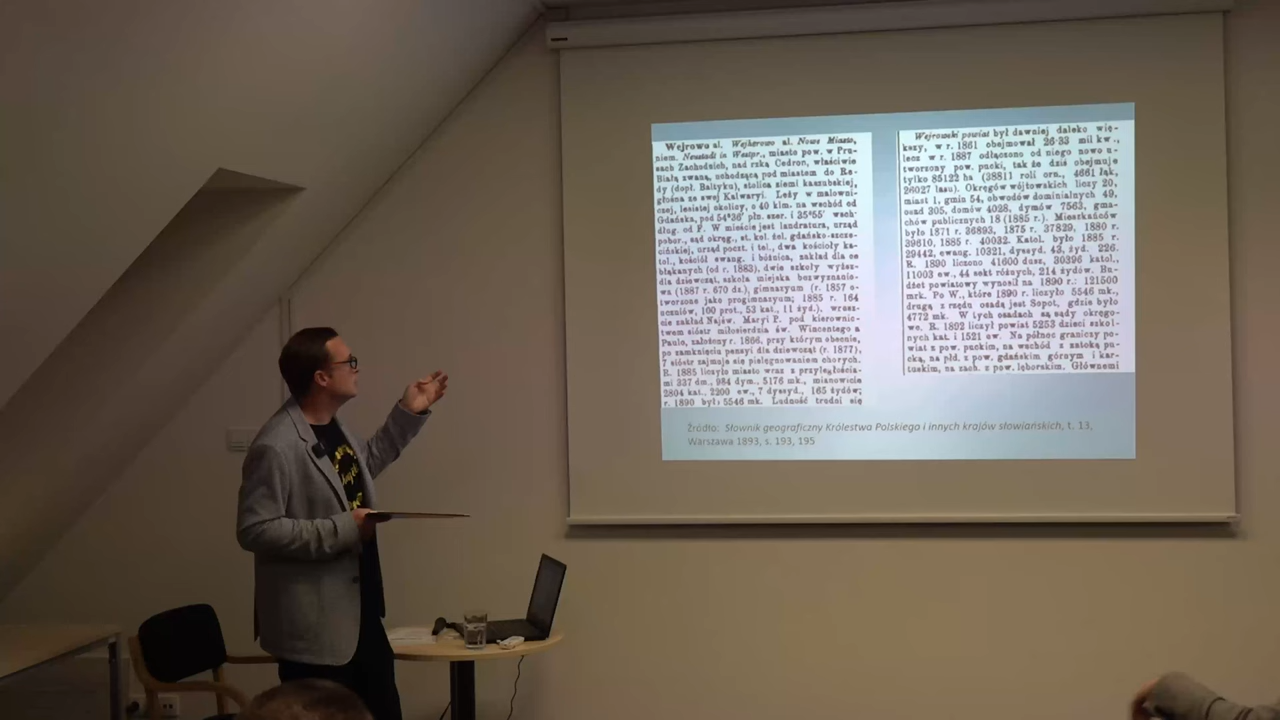 Wejrowo al. Wejherowo al. Nowe Miasto,
niem. Neustadt in Westpr., miasto pow. w Pru-
sach Zachodnich, nad rzką Cedron, właściwie
Białą zwaną, uchodzącą pod miastem do Re-
dy (dopł. Bałtyku), stolica ziemi kaszubskiej,
głośna ze swej Kalwaryi. Leży w malowni-
czej, lesistej okolicy, o 40 klm. na wschód od
Gdańska, pod 54°36' płn. szer. i 35°55' wsch.
dług. od F. W mieście jest landratura, urząd
pobor., sąd okręg., st. kol. żel. gdańsko-szcze-
cińskiej, urząd poczt. i tel., dwa kościoły ka-
tol., kościół ewang. i bóżnica, zakład dla o-
błąkanych (od r. 1883), dwie szkoły wyższe
dla dziewcząt, szkoła miejska bezwyznanio-
wa (1887 r. 670 dz.), gimnazyum (r. 1857 o-
tworzone jako progimnazyum; 1885 r. 164
uczniów, 100 prot., 53 kat., 11 żyd.), wresz-
cie zakład Najśw. Maryi P. pod kierownic-
twem sióstr miłosierdzia św. Wincentego a
Paulo, założony r. 1866, przy którym obecnie,
po zamknięciu pensyi dla dziewcząt (r. 1877),
7 sióstr zajmuje się pielęgnowaniem chorych.
R. 1885 liczyło miasto wraz z przyległościa-
mi 337 dm., 984 dym., 5176 mk., mianowicie
2804 kat., 2200 ew., 7 dyssyd., 165 żydów;
r. 1890 było 5546 mk. Ludność trudni się
Wejrowski powiat był dawniej daleko wię-
kszy, w r. 1861 obejmował 26·33 mil kw.,
lecz w r. 1887 odłączono od niego nowo u-
tworzony pow. pucki, tak że dziś obejmuje
tylko 85122 ha (38811 roli orn., 4661 łąk,
26027 lasu). Okręgów wójtowskich liczy 20,
miast 1, gmin 54, obwodów dominialnych 49,
osad 305, domów 4028, dymów 7563, gma-
chów publicznych 18 (1885 r.). Mieszkańców
było 1871 r. 36893, 1875 r. 37829, 1880 r.
39610, 1885 r. 40032. Katol. było 1885 r.
29442, ewang. 10321, dyssyd. 43, żyd. 226.
R. 1890 liczono 41600 dusz, 30396 katol.,
11003 ew., 44 sekt różnych, 214 żydów. Bu-
dżet powiatowy wynosił na 1890 r.: 121500
mrk. Po W., które 1890 r. liczyło 5546 mk.,
drugą z rzędu osadą jest Sopot, gdzie było
4772 mk. W tych osadach są sądy okręgo-
we. R. 1892 liczył powiat 5253 dzieci szkol-
nych kat. i 1521 ew. Na północ graniczy po-
wiat z pow. puckim, na wschód z zatoką pu-
cką, na płd. z pow. gdańskim górnym i kar-
tuskim, na zach. z pow. lęborskim. Głównemi
Źródło: Słownik geograficzny Królestwa Polskiego i innych krajów słowiańskich, t. 13,
Warszawa 1893, s. 193, 195